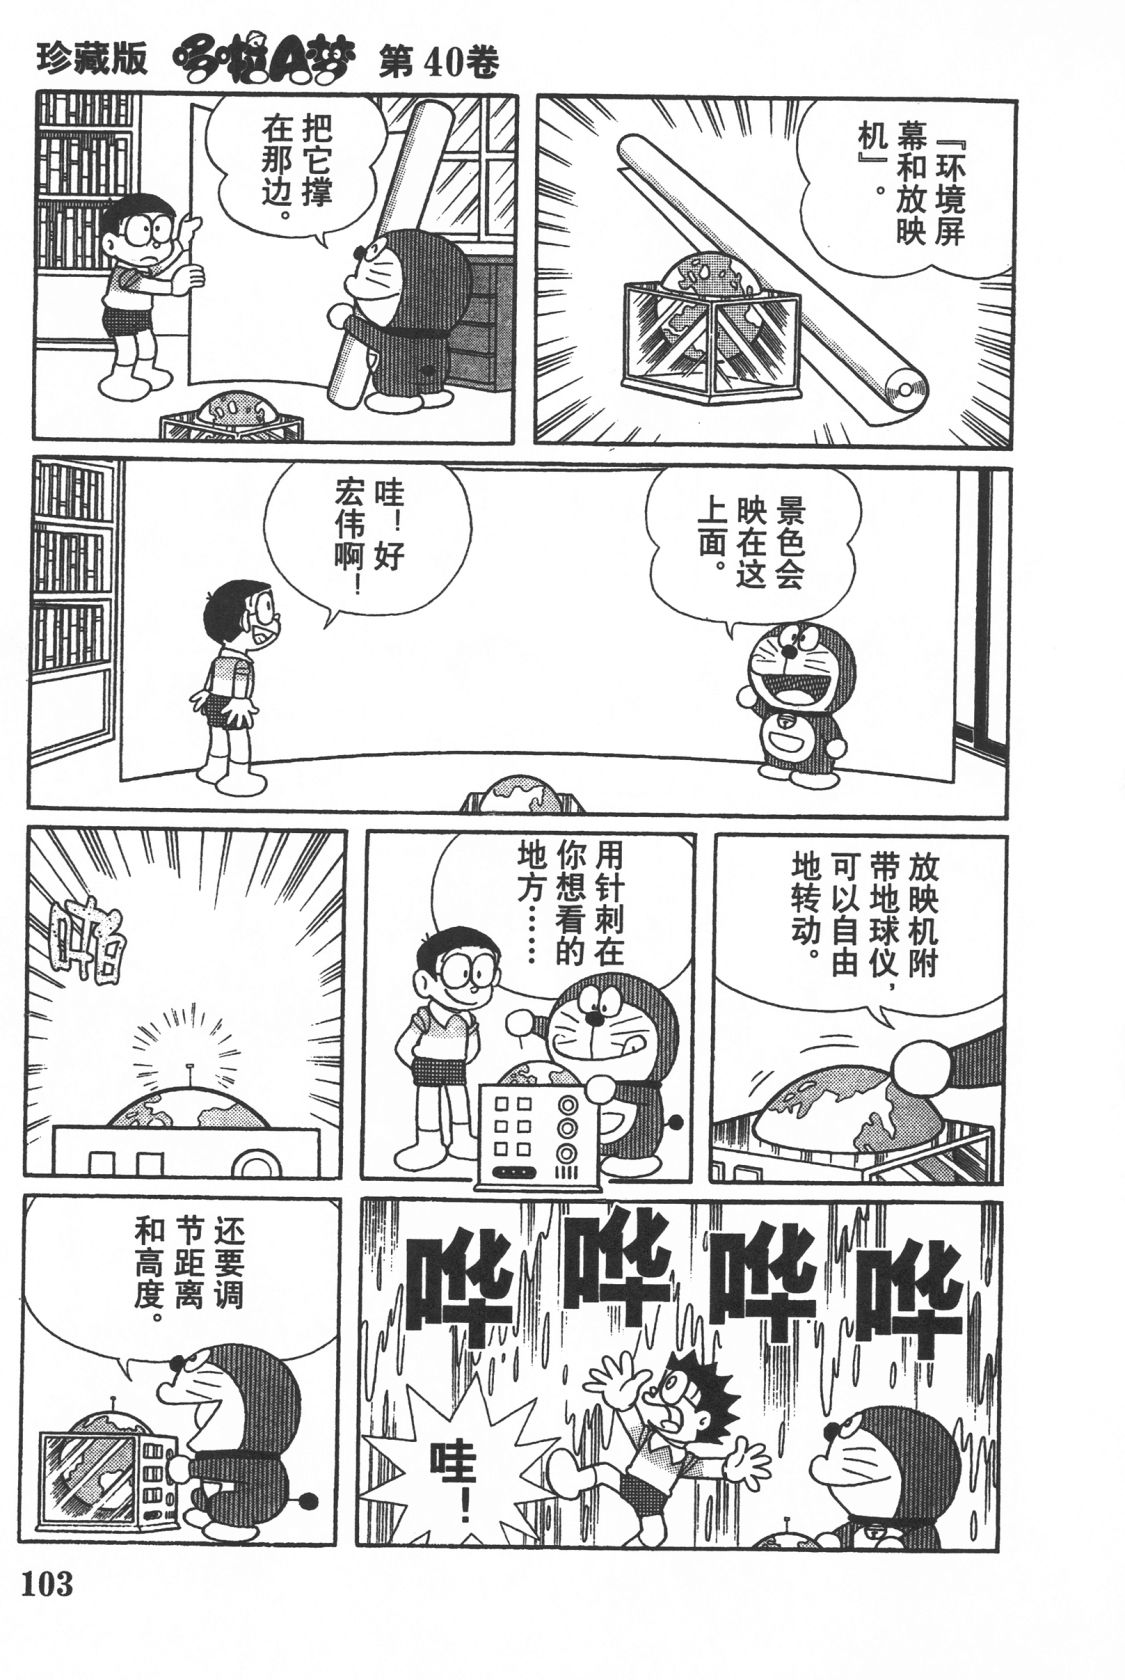 珍藏版 哆啦A梦 第40卷
『环境屏
幕和放映
机』。
把它撑
在那边。
景色会
映在这
上面。
哇！好
宏伟啊！
放映机附
带地球仪，
可以自由
地转动。
用针刺在
你想看的
地方……
啪
还要调
节距离
和高度。
哗 哗 哗 哗
哇！
103